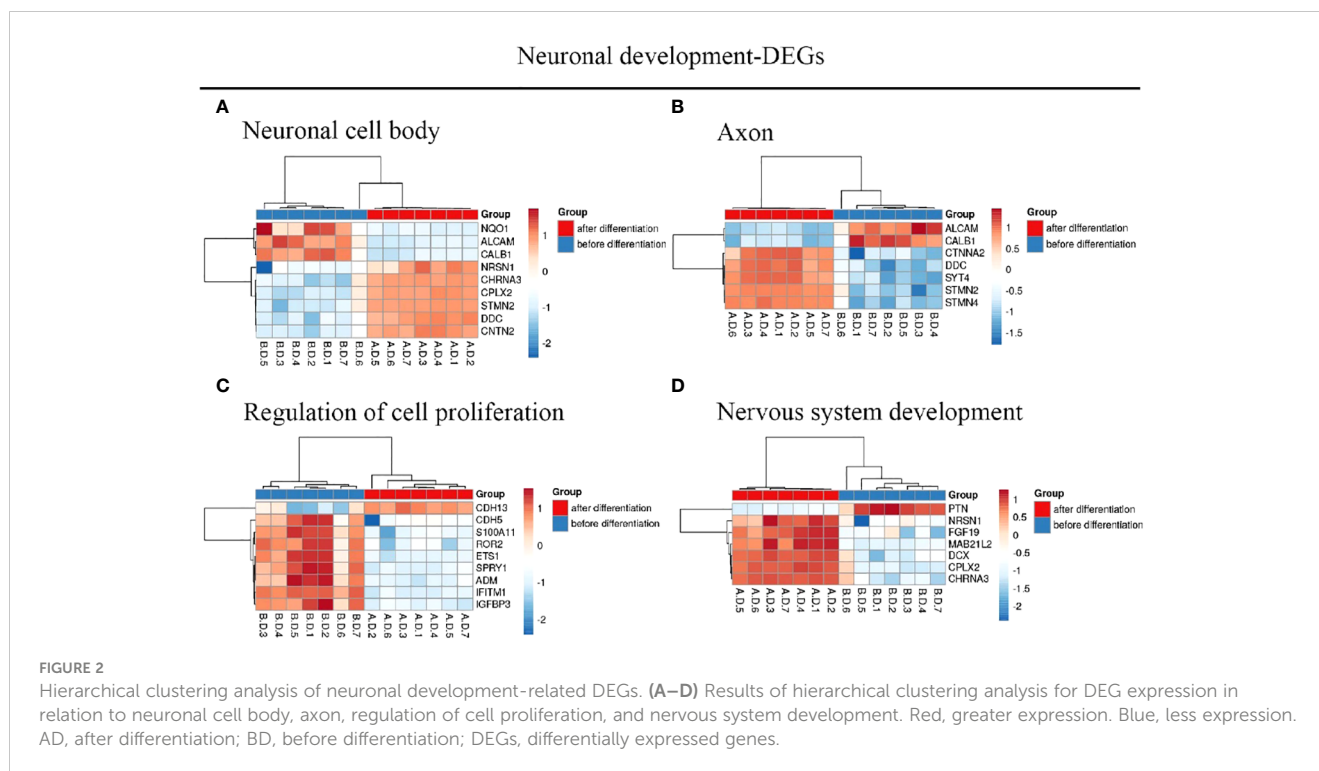 Neuronal development-DEGs
A
Neuronal cell body
Group
NQO1
ALCAM
CALB1
NRSN1
CHRNA3
CPLX2
STMN2
DDC
CNTN2
B.D.5
B.D.3
B.D.4
B.D.2
B.D.1
B.D.7
B.D.6
A.D.5
A.D.6
A.D.7
A.D.3
A.D.4
A.D.1
A.D.2
1
0
-1
-2
Group
after differentiation
before differentiation
B
Axon
Group
ALCAM
CALB1
CTNNA2
DDC
SYT4
STMN2
STMN4
A.D.6
A.D.3
A.D.4
A.D.1
A.D.2
A.D.5
A.D.7
B.D.6
B.D.1
B.D.7
B.D.2
B.D.5
B.D.3
B.D.4
1
0.5
0
-0.5
-1
-1.5
Group
after differentiation
before differentiation
C
Regulation of cell proliferation
Group
CDH13
CDH5
S100A11
ROR2
ETS1
SPRY1
ADM
IFITM1
IGFBP3
B.D.3
B.D.4
B.D.5
B.D.1
B.D.2
B.D.6
B.D.7
A.D.2
A.D.6
A.D.3
A.D.1
A.D.4
A.D.5
A.D.7
1
0
-1
-2
Group
after differentiation
before differentiation
D
Nervous system development
Group
PTN
NRSN1
FGF19
MAB21L2
DCX
CPLX2
CHRNA3
A.D.5
A.D.6
A.D.3
A.D.7
A.D.4
A.D.1
A.D.2
B.D.6
B.D.5
B.D.1
B.D.2
B.D.3
B.D.4
B.D.7
1
0.5
0
-0.5
-1
-1.5
-2
Group
after differentiation
before differentiation
FIGURE 2
Hierarchical clustering analysis of neuronal development-related DEGs. (A–D) Results of hierarchical clustering analysis for DEG expression in
relation to neuronal cell body, axon, regulation of cell proliferation, and nervous system development. Red, greater expression. Blue, less expression.
AD, after differentiation; BD, before differentiation; DEGs, differentially expressed genes.